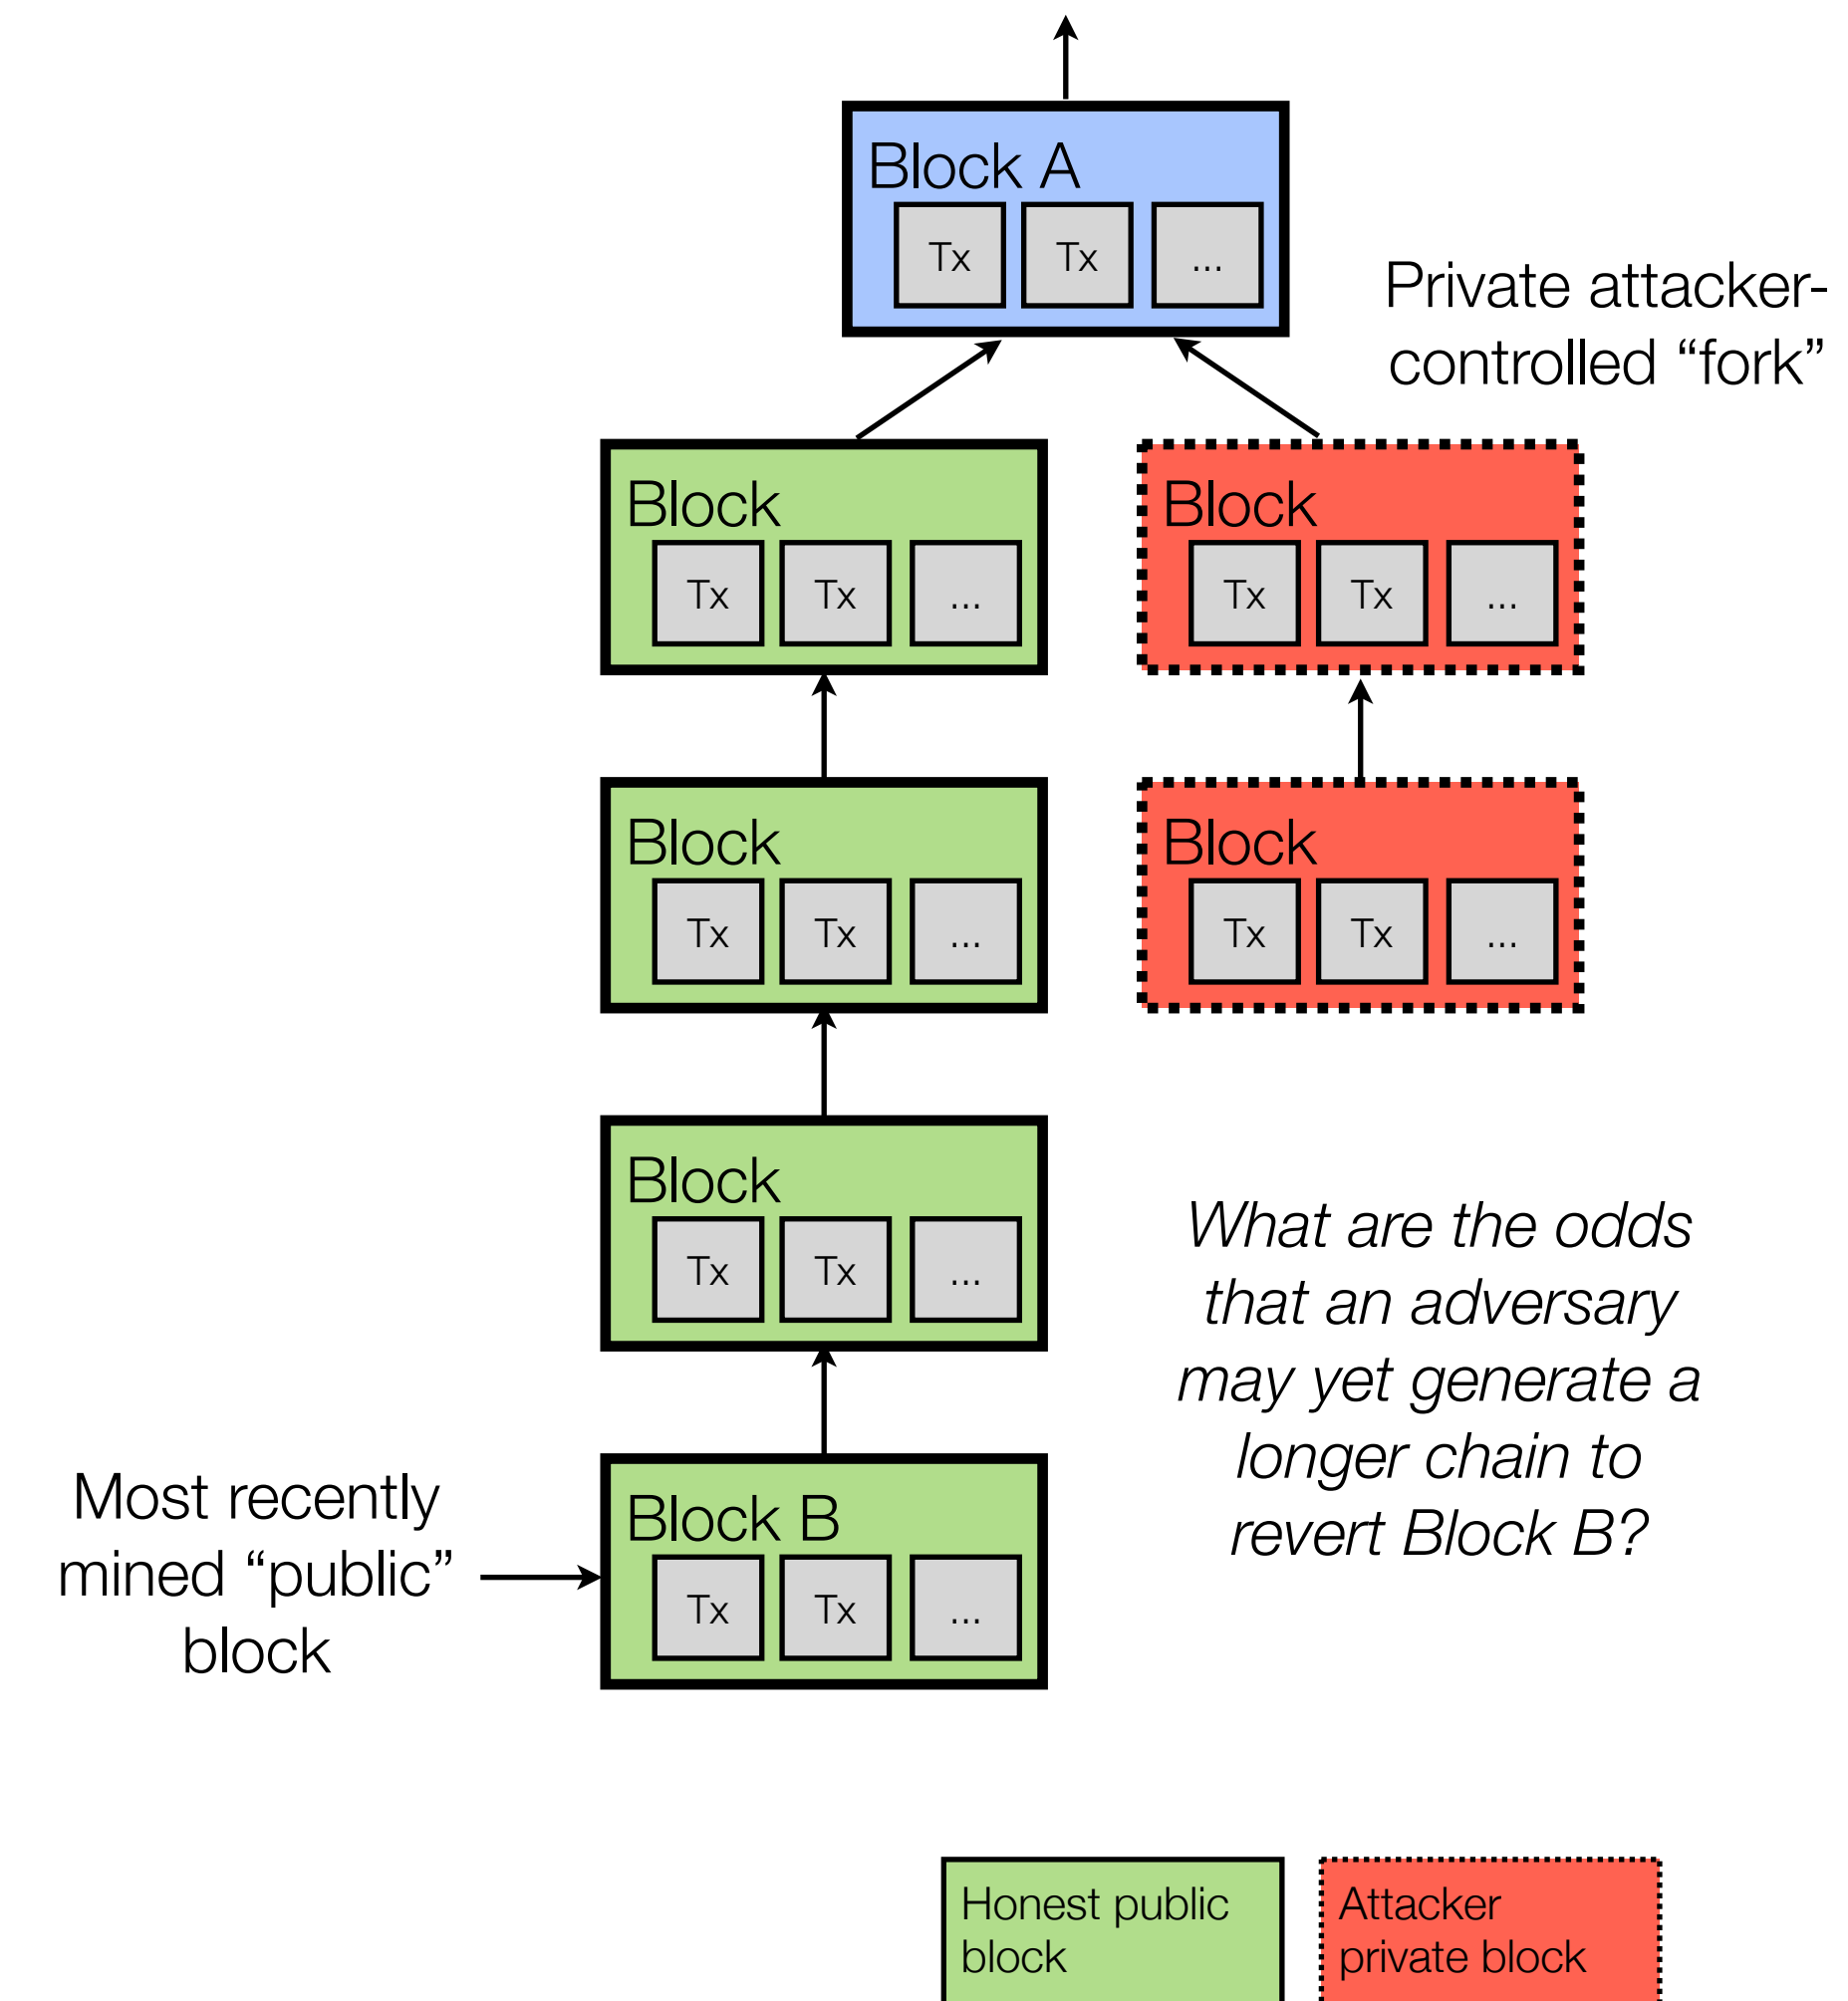 Block A
Tx Tx ...
Private attacker-
controlled “fork”
Block
Tx Tx ...
Block
Tx Tx ...
Block
Tx Tx ...
Block
Tx Tx ...
Block
Tx Tx ...
What are the odds
that an adversary
may yet generate a
longer chain to
revert Block B?
Most recently
mined “public”
block
Block B
Tx Tx ...
Honest public
block
Attacker
private block